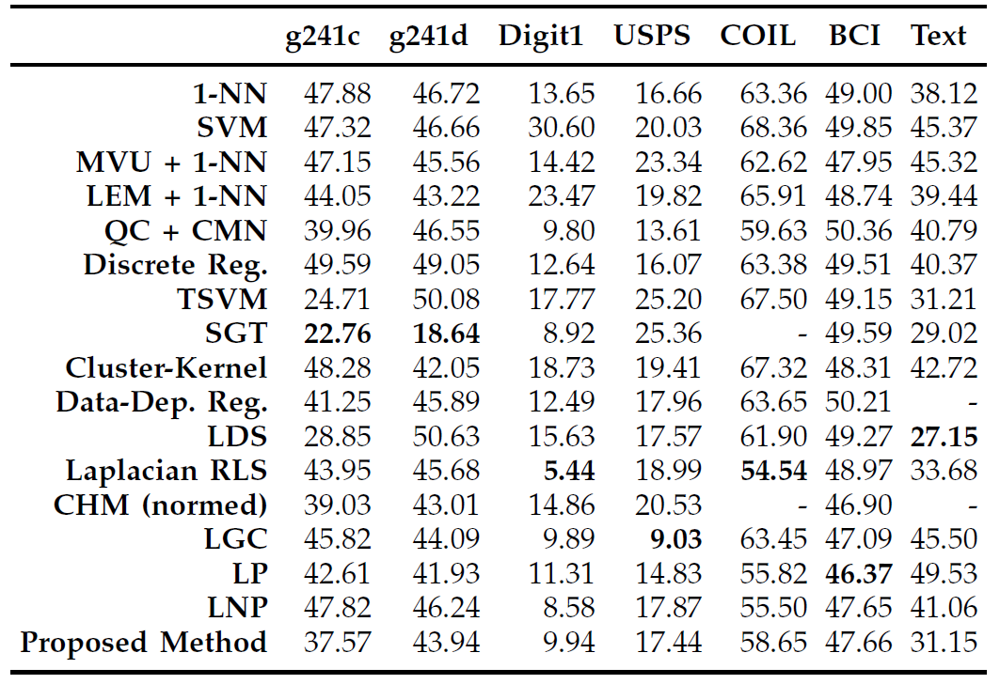 g241c g241d Digit1 USPS COIL BCI Text
1-NN 47.88 46.72 13.65 16.66 63.36 49.00 38.12
SVM 47.32 46.66 30.60 20.03 68.36 49.85 45.37
MVU + 1-NN 47.15 45.56 14.42 23.34 62.62 47.95 45.32
LEM + 1-NN 44.05 43.22 23.47 19.82 65.91 48.74 39.44
QC + CMN 39.96 46.55 9.80 13.61 59.63 50.36 40.79
Discrete Reg. 49.59 49.05 12.64 16.07 63.38 49.51 40.37
TSVM 24.71 50.08 17.77 25.20 67.50 49.15 31.21
SGT 22.76 18.64 8.92 25.36 - 49.59 29.02
Cluster-Kernel 48.28 42.05 18.73 19.41 67.32 48.31 42.72
Data-Dep. Reg. 41.25 45.89 12.49 17.96 63.65 50.21 -
LDS 28.85 50.63 15.63 17.57 61.90 49.27 27.15
Laplacian RLS 43.95 45.68 5.44 18.99 54.54 48.97 33.68
CHM (normed) 39.03 43.01 14.86 20.53 - 46.90 -
LGC 45.82 44.09 9.89 9.03 63.45 47.09 45.50
LP 42.61 41.93 11.31 14.83 55.82 46.37 49.53
LNP 47.82 46.24 8.58 17.87 55.50 47.65 41.06
Proposed Method 37.57 43.94 9.94 17.44 58.65 47.66 31.15